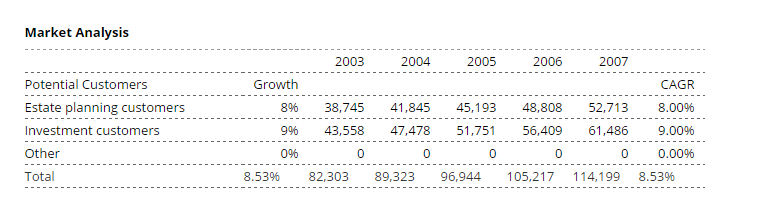 Market Analysis
2003 2004 2005 2006 2007
Potential Customers Growth CAGR
Estate planning customers 8% 38,745 41,845 45,193 48,808 52,713 8.00%
Investment customers 9% 43,558 47,478 51,751 56,409 61,486 9.00%
Other 0% 0 0 0 0 0 0.00%
Total 8.53% 82,303 89,323 96,944 105,217 114,199 8.53%